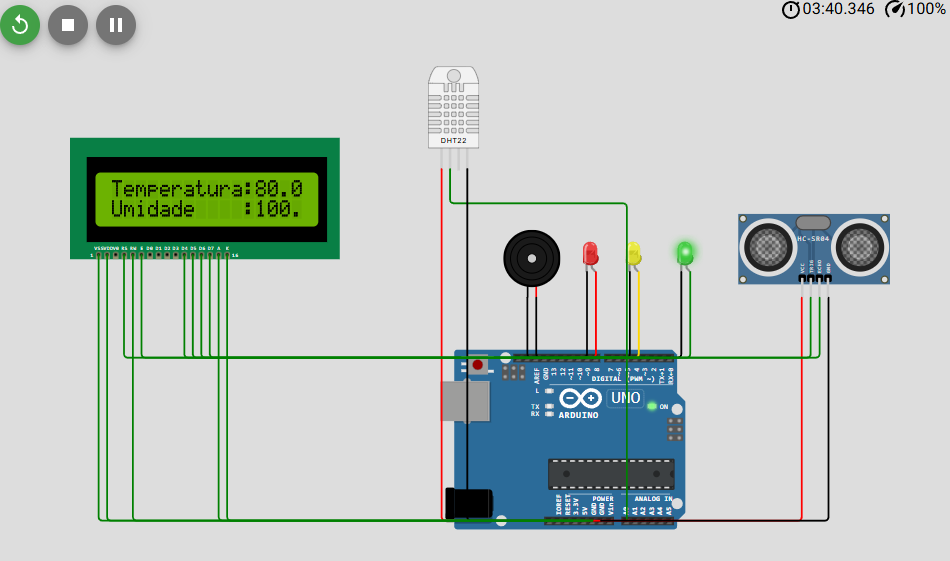 03:40.346 100%
DHT22
Temperatura:80.0
Umidade    :100.
HC-SR04
VCC
TRIG
ECHO
GND
VSS VDD V0 RS RW E D0 D1 D2 D3 D4 D5 D6 D7 A K
1 16
AREF
GND
13
12
~11
~10
~9
8
7
~6
~5
4
~3
2
TX→1
RX←0
DIGITAL (PWM ~)
L
TX
RX
UNO
ON
ARDUINO
IOREF
RESET
3.3V
5V
GND
GND
Vin
POWER
ANALOG IN
A0
A1
A2
A3
A4
A5